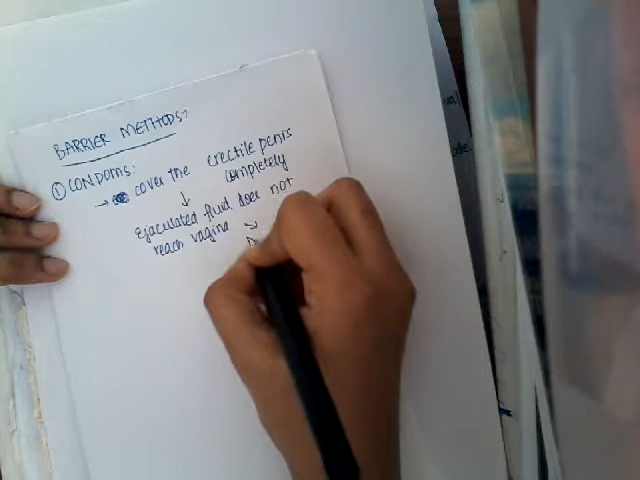 BARRIER METHODS:
① CONDOMS:
→ cover the erectile penis completely
↓
Ejaculated fluid does not
reach vagina ↘